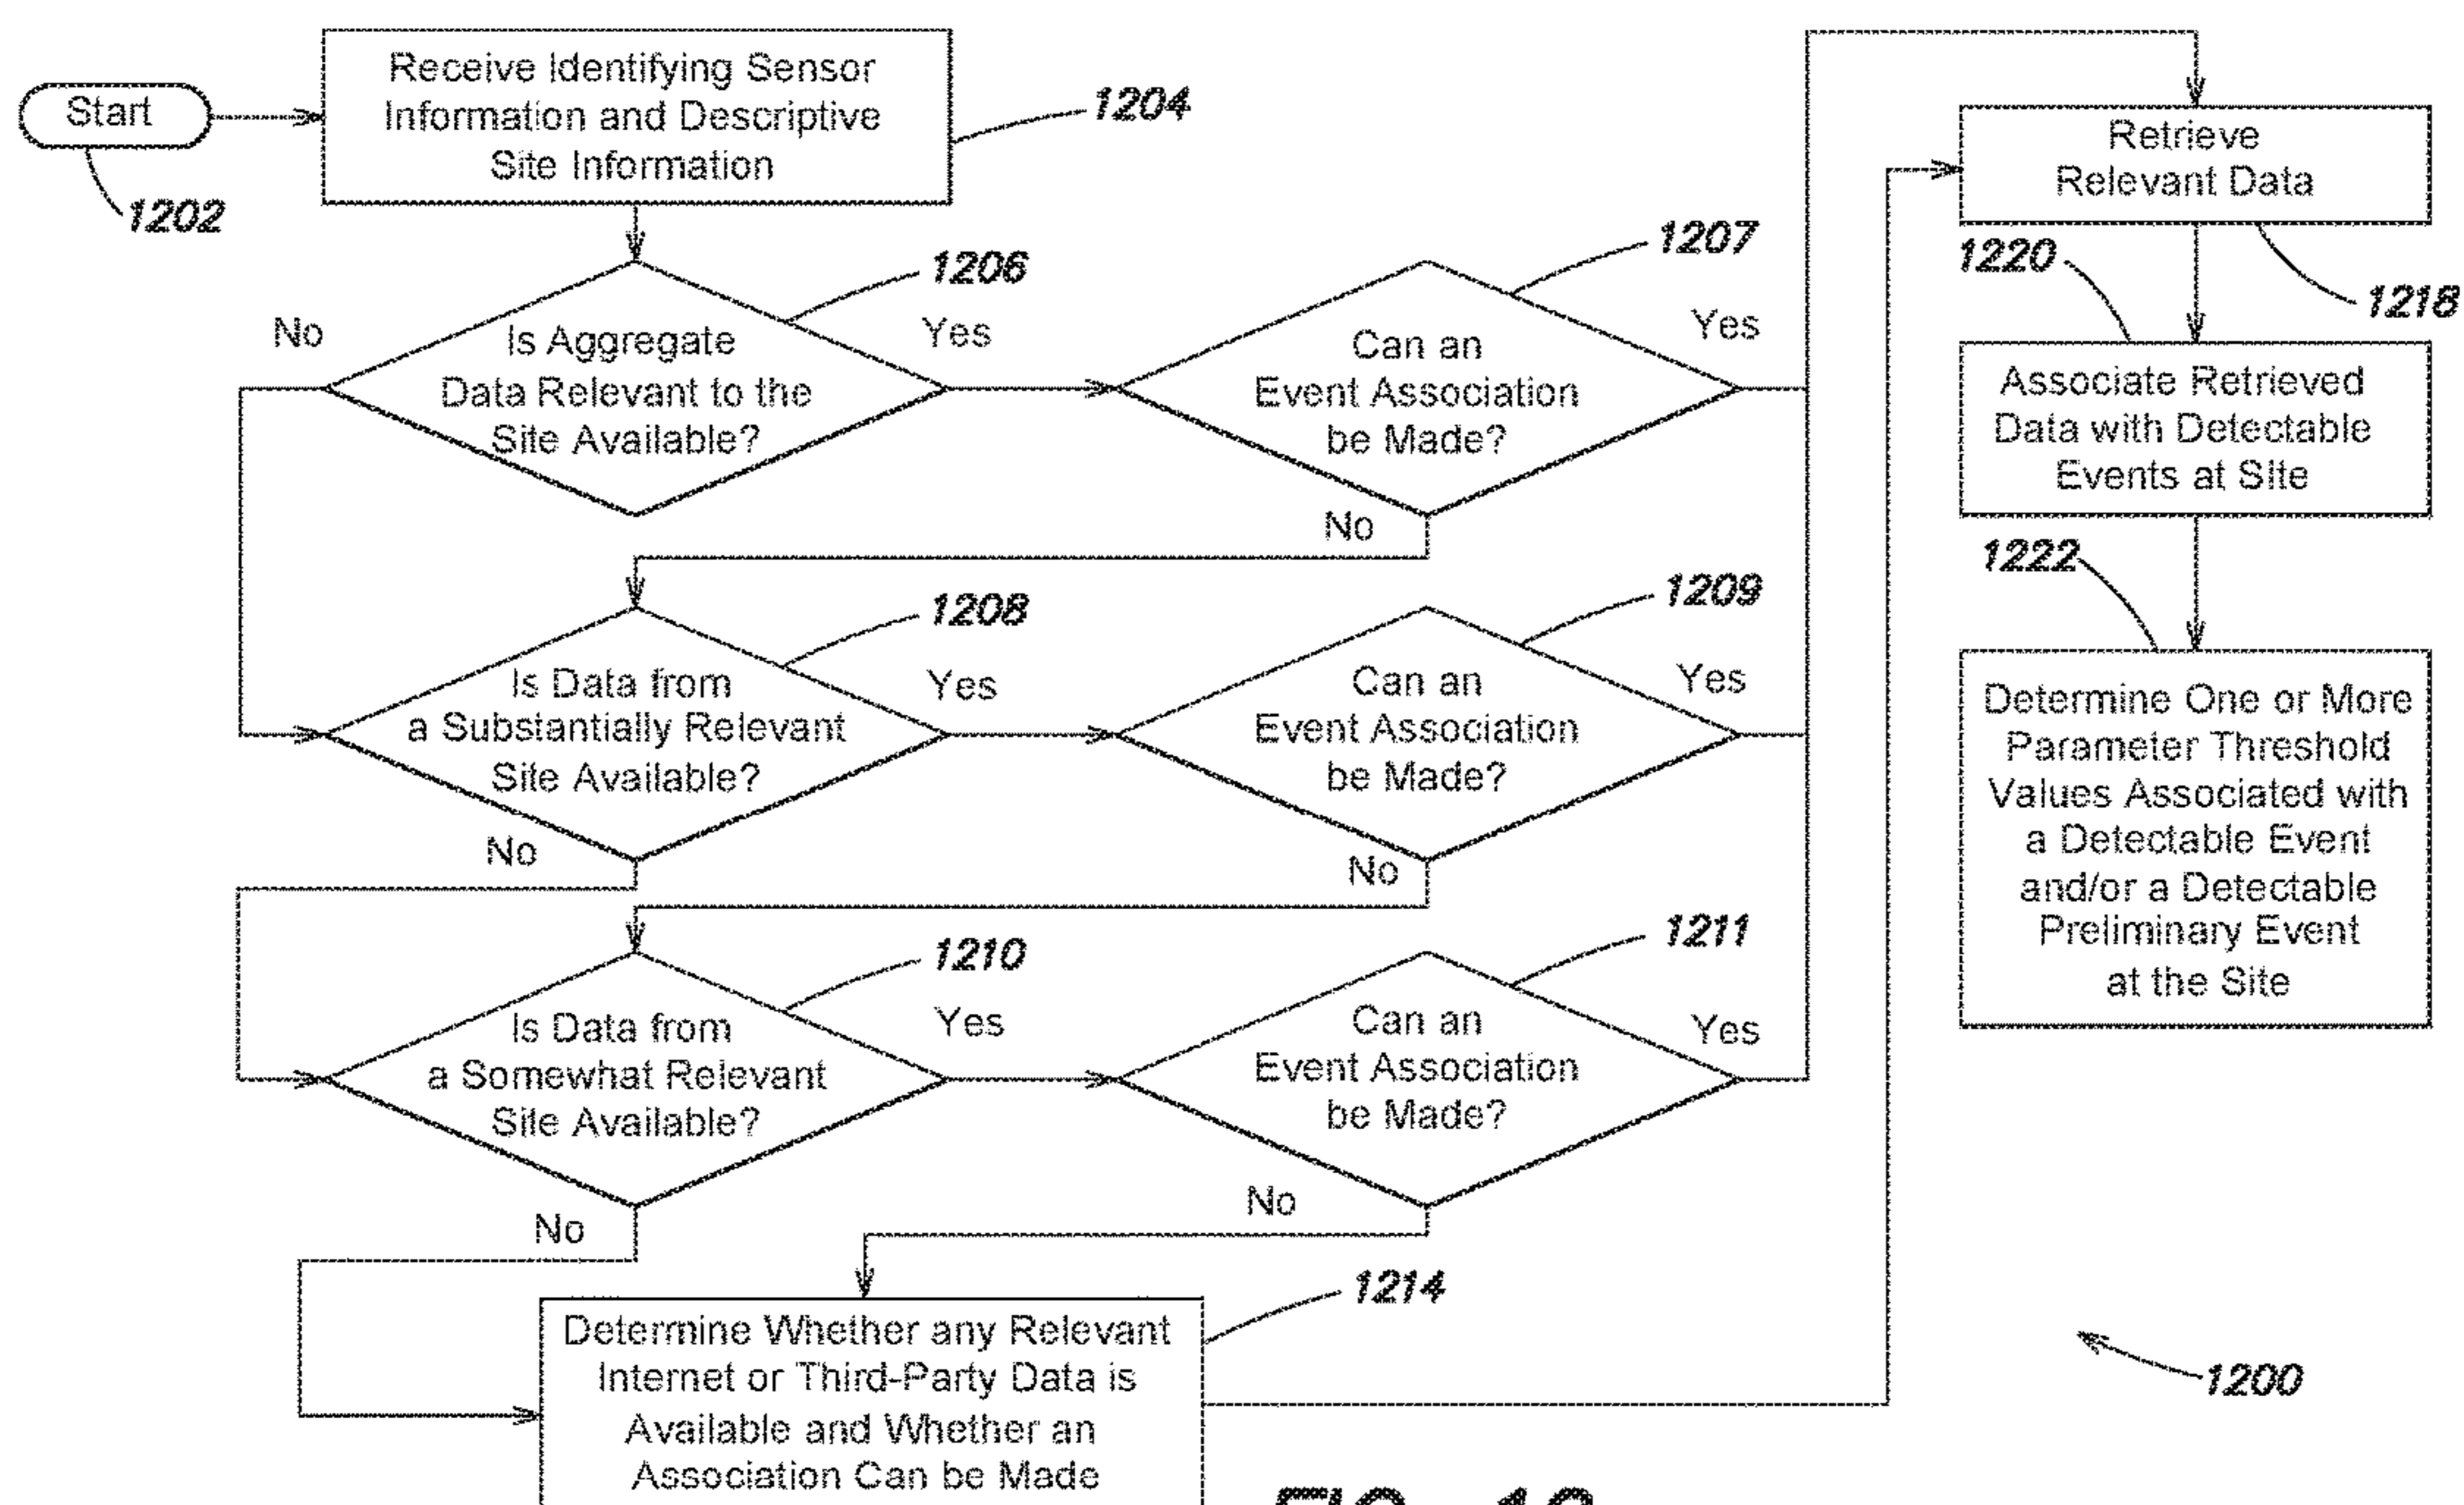 Start
1202
Receive Identifying Sensor
Information and Descriptive
Site Information
1204
Is Aggregate
Data Relevant to the
Site Available?
1206
No
Yes
Can an
Event Association
be Made?
1207
Yes
No
Is Data from
a Substantially Relevant
Site Available?
1208
Yes
No
Can an
Event Association
be Made?
1209
Yes
No
Is Data from
a Somewhat Relevant
Site Available?
1210
Yes
No
Can an
Event Association
be Made?
1211
Yes
No
Determine Whether any Relevant
Internet or Third-Party Data is
Available and Whether an
Association Can be Made
1214
Retrieve
Relevant Data
1218
1220
Associate Retrieved
Data with Detectable
Events at Site
1222
Determine One or More
Parameter Threshold
Values Associated with
a Detectable Event
and/or a Detectable
Preliminary Event
at the Site
1200